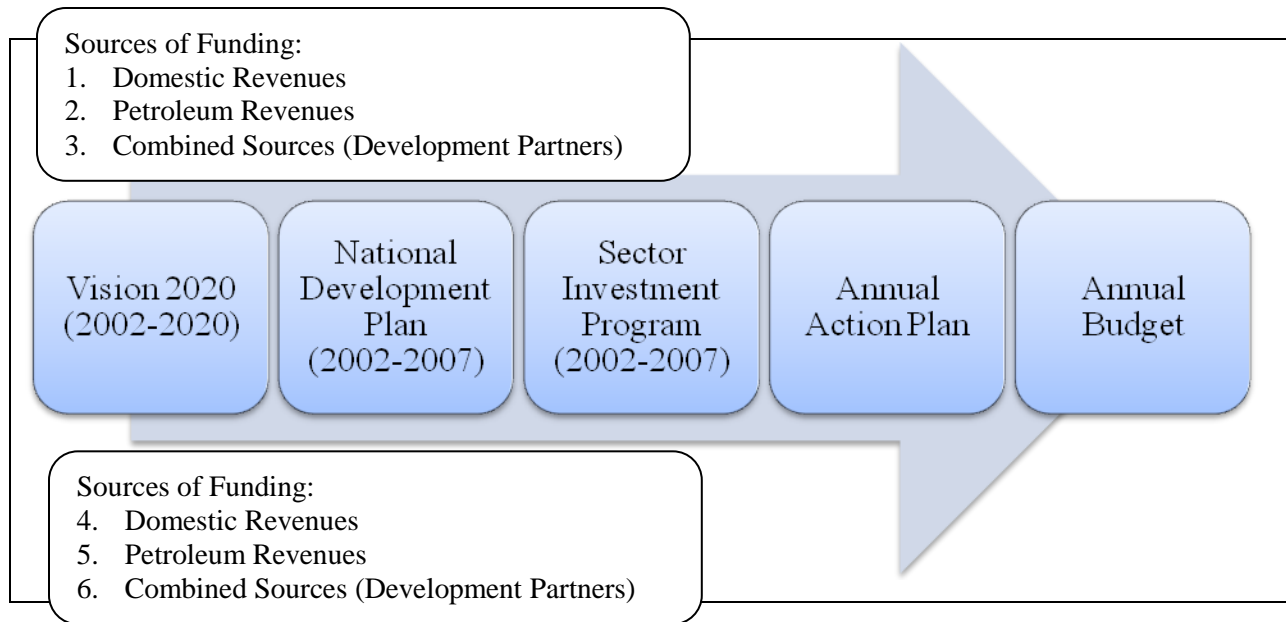 Sources of Funding:
1. Domestic Revenues
2. Petroleum Revenues
3. Combined Sources (Development Partners)
Vision 2020
(2002-2020)
National
Development
Plan
(2002-2007)
Sector
Investment
Program
(2002-2007)
Annual
Action Plan
Annual
Budget
Sources of Funding:
4. Domestic Revenues
5. Petroleum Revenues
6. Combined Sources (Development Partners)